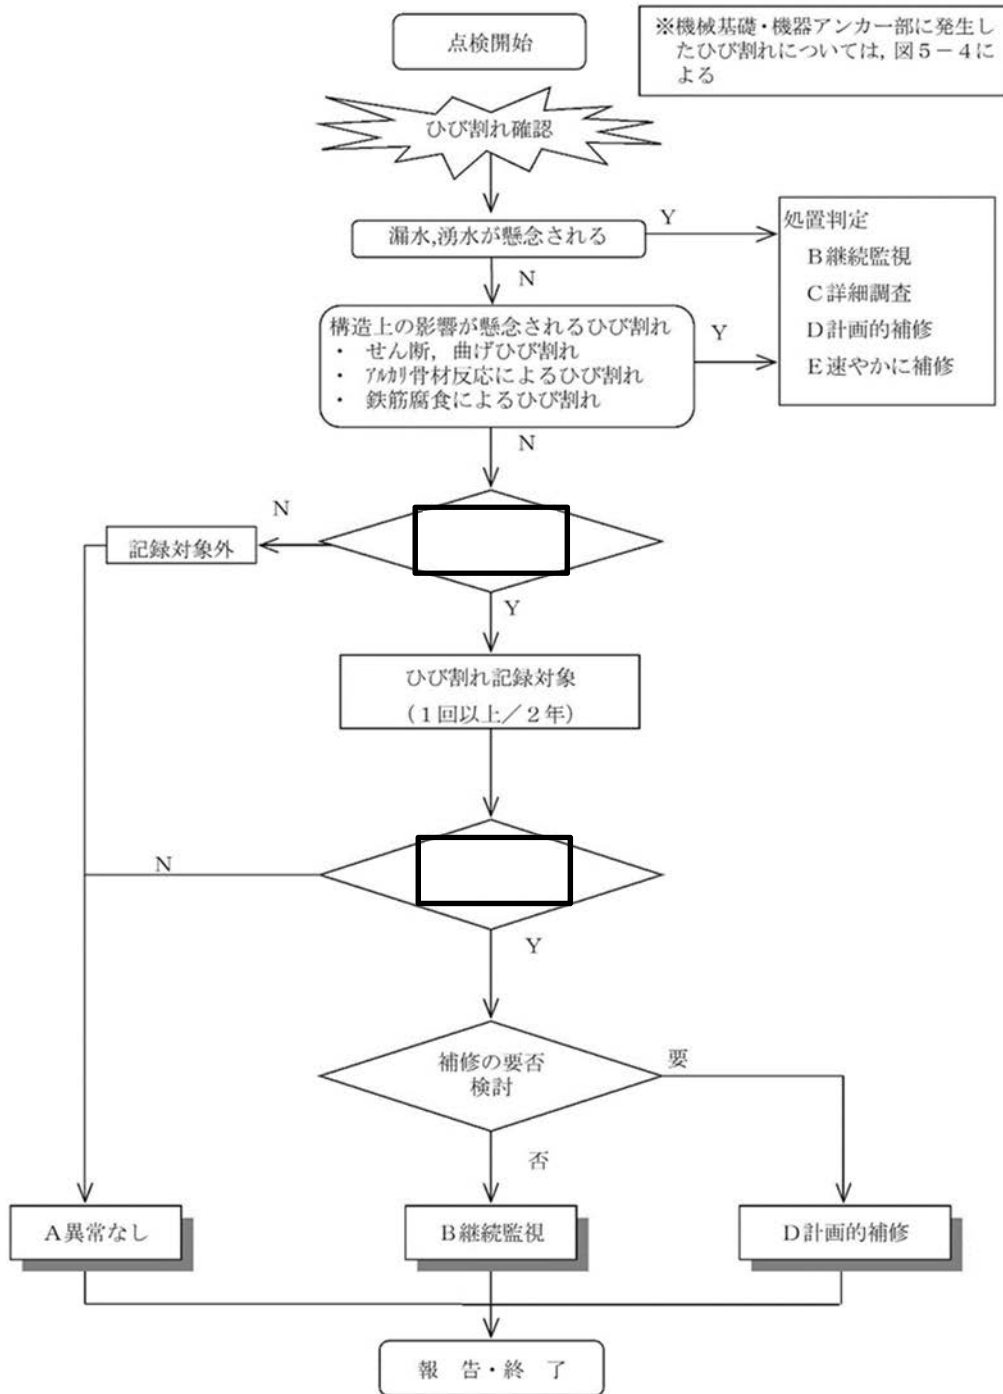 点検開始
※機械基礎・機器アンカー部に発生し
たひび割れについては,図5-4に
よる
ひび割れ確認
漏水,湧水が懸念される
Y
処置判定
B継続監視
C詳細調査
D計画的補修
E速やかに補修
N
構造上の影響が懸念されるひび割れ
・ せん断,曲げひび割れ
・ アルカリ骨材反応によるひび割れ
・ 鉄筋腐食によるひび割れ
Y
N
N
記録対象外
Y
ひび割れ記録対象
(1回以上/2年)
N
Y
補修の要否
検討
要
否
A異常なし
B継続監視
D計画的補修
報 告・終 了